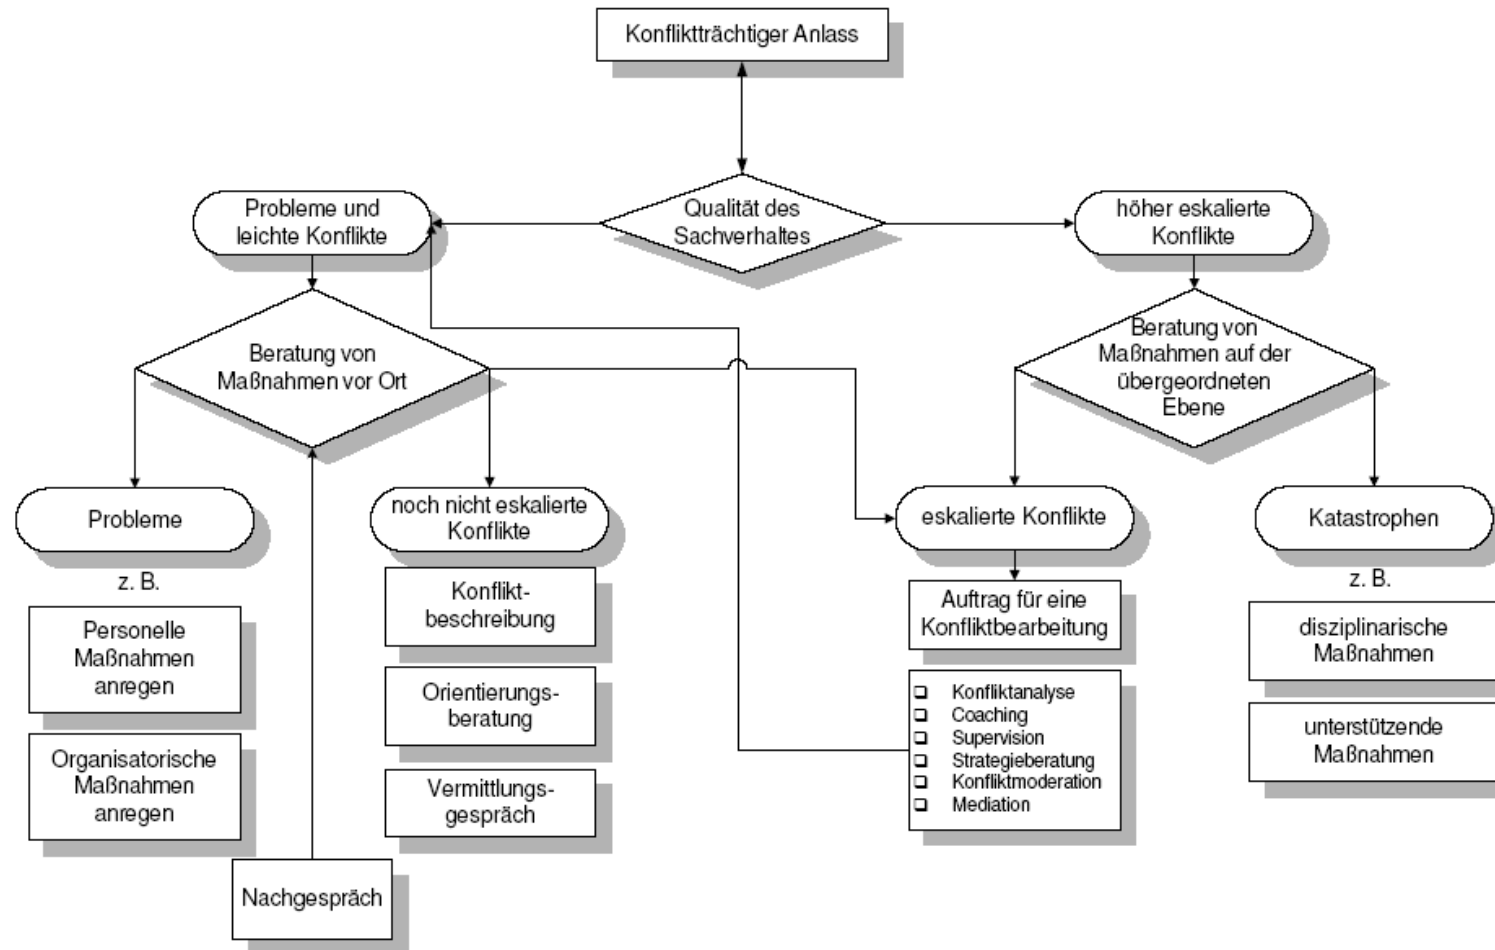 Konfliktträchtiger Anlass
Probleme und
leichte Konflikte
Qualität des
Sachverhaltes
höher eskalierte
Konflikte
Beratung von
Maßnahmen vor Ort
Beratung von
Maßnahmen auf der
übergeordneten
Ebene
Probleme
noch nicht eskalierte
Konflikte
eskalierte Konflikte
Katastrophen
z. B.
Personelle
Maßnahmen
anregen
Organisatorische
Maßnahmen
anregen
Konflikt-
beschreibung
Orientierungs-
beratung
Vermittlungs-
gespräch
Auftrag für eine
Konfliktbearbeitung
Konfliktanalyse
Coaching
Supervision
Strategieberatung
Konfliktmoderation
Mediation
z. B.
disziplinarische
Maßnahmen
unterstützende
Maßnahmen
Nachgespräch